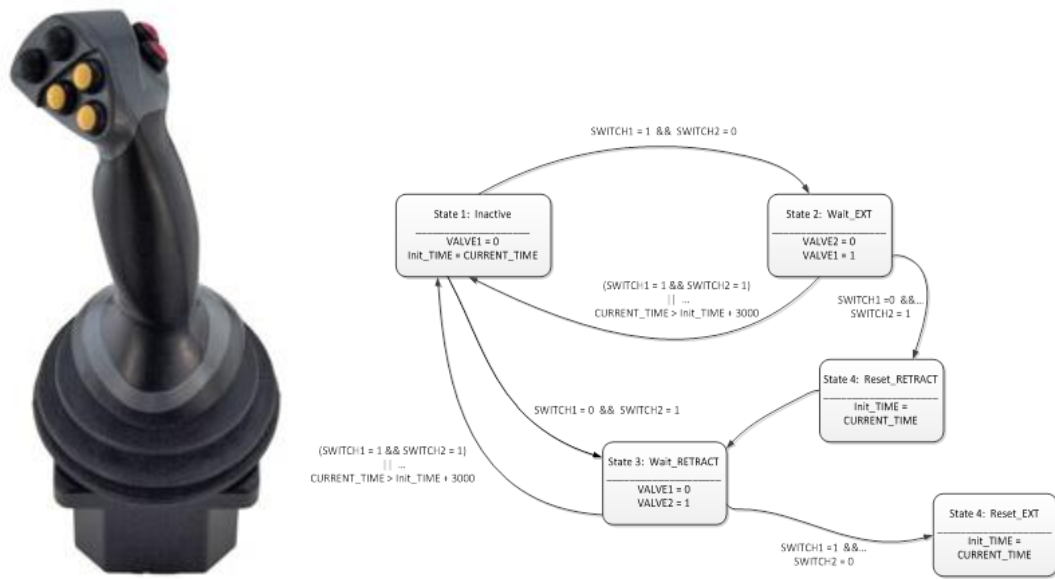 SWITCH1 = 1 && SWITCH2 = 0
State 1: Inactive
VALVE1 = 0
Init_TIME = CURRENT_TIME
State 2: Wait_EXT
VALVE2 = 0
VALVE1 = 1
(SWITCH1 = 1 && SWITCH2 = 1)
|| ...
CURRENT_TIME > Init_TIME + 3000
SWITCH1 =0 &&...
SWITCH2 = 1
State 4: Reset_RETRACT
Init_TIME =
CURRENT_TIME
SWITCH1 = 0 && SWITCH2 = 1
(SWITCH1 = 1 && SWITCH2 = 1)
|| ...
CURRENT_TIME > Init_TIME + 3000
State 3: Wait_RETRACT
VALVE1 = 0
VALVE2 = 1
SWITCH1 =1 &&...
SWITCH2 = 0
State 4: Reset_EXT
Init_TIME =
CURRENT_TIME